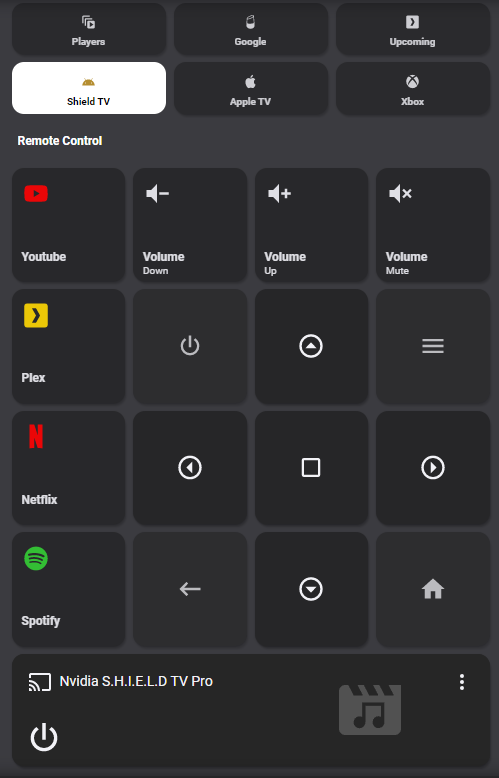 Players
Google
Upcoming
Shield TV
Apple TV
Xbox
Remote Control
Youtube
Volume
Down
Volume
Up
Volume
Mute
Plex
Netflix
Spotify
Nvidia S.H.I.E.L.D TV Pro